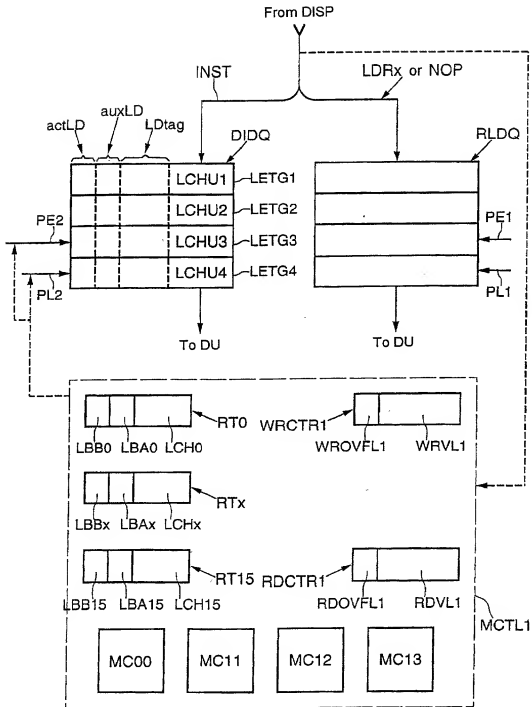 From DISP
INST
LDRx or NOP
actLD
auxLD
LDtag
DIDQ
RLDQ
LCHU1
LETG1
LCHU2
LETG2
PE2
LCHU3
LETG3
PE1
PL2
LCHU4
LETG4
PL1
To DU
To DU
RT0
WRCTR1
LBB0
LBA0
LCH0
WROVFL1
WRVL1
RTx
LBBx
LBAx
LCHx
RT15
RDCTR1
LBB15
LBA15
LCH15
RDOVFL1
RDVL1
MCTL1
MC00
MC11
MC12
MC13